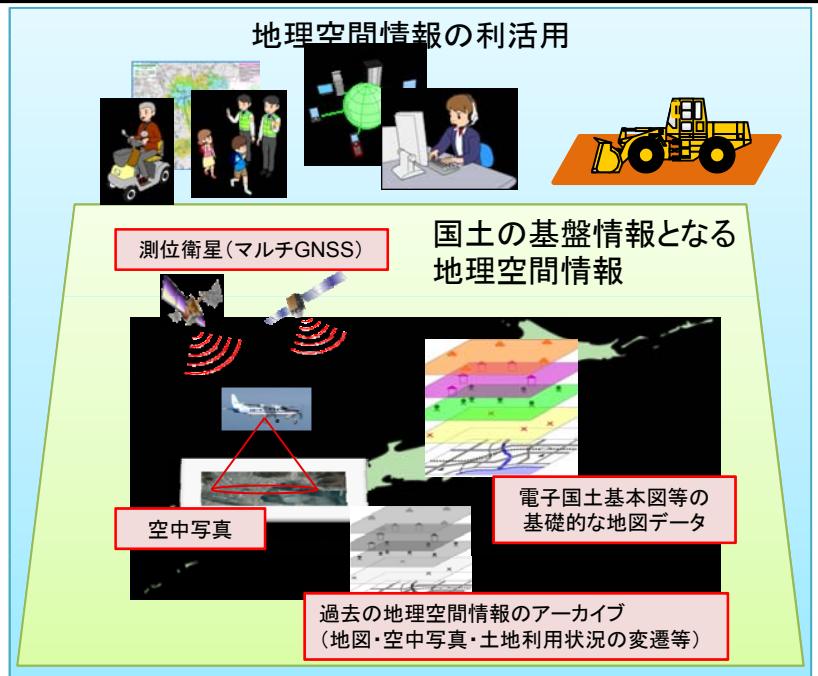 地理空間情報の利活用
測位衛星(マルチGNSS)
国土の基盤情報となる
地理空間情報
電子国土基本図等の
基礎的な地図データ
空中写真
過去の地理空間情報のアーカイブ
(地図・空中写真・土地利用状況の変遷等)